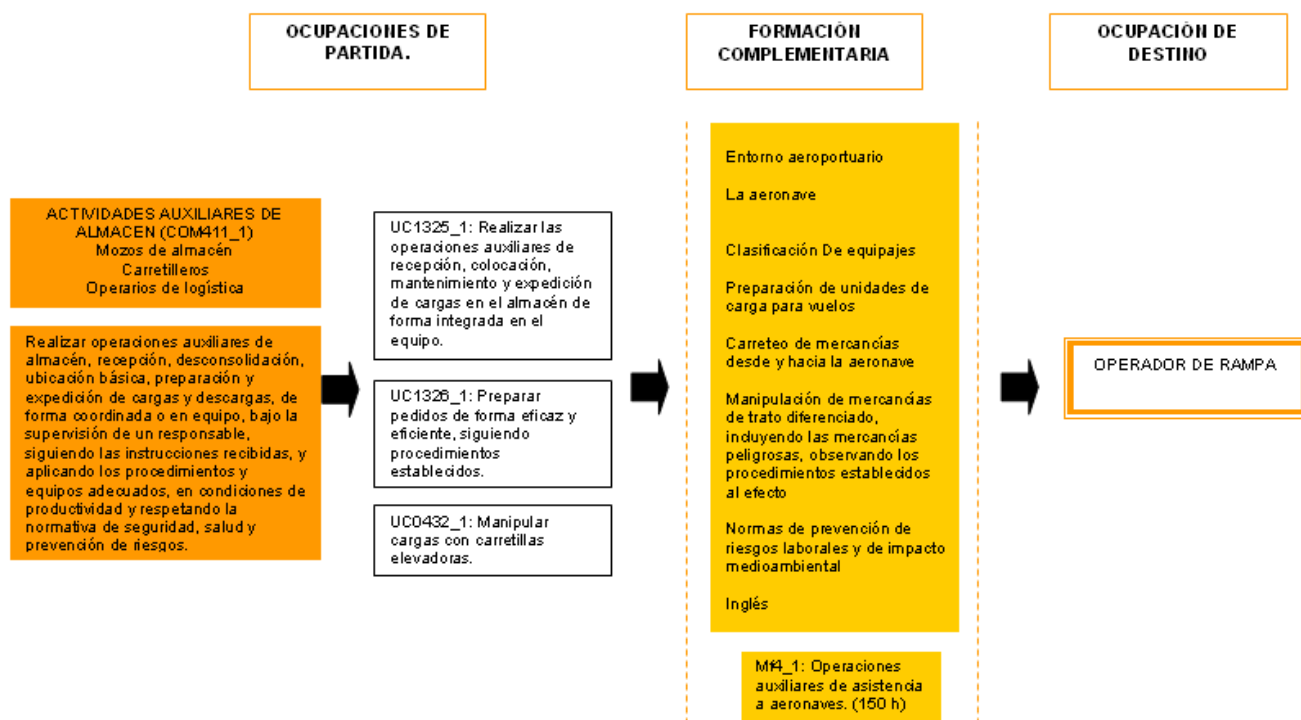 OCUPACIONES DE
PARTIDA.
FORMACIÓN
COMPLEMENTARIA
OCUPACIÓN DE
DESTINO
ACTIVIDADES AUXILIARES DE
ALMACEN (COM411_1)
Mozos de almacén
Carretilleros
Operarios de logística
Realizar operaciones auxiliares de
almacén, recepción, desconsolidación,
ubicación básica, preparación y
expedición de cargas y descargas, de
forma coordinada o en equipo, bajo la
supervisión de un responsable,
siguiendo las instrucciones recibidas, y
aplicando los procedimientos y
equipos adecuados, en condiciones de
productividad y respetando la
normativa de seguridad, salud y
prevención de riesgos.
UC1325_1: Realizar las
operaciones auxiliares de
recepción, colocación,
mantenimiento y expedición
de cargas en el almacén de
forma integrada en el
equipo.
UC1326_1: Preparar
pedidos de forma eficaz y
eficiente, siguiendo
procedimientos
establecidos.
UC0432_1: Manipular
cargas con carretillas
elevadoras.
Entorno aeroportuario
La aeronave
Clasificación De equipajes
Preparación de unidades de
carga para vuelos
Carreteo de mercancías
desde y hacia la aeronave
Manipulación de mercancías
de trato diferenciado,
incluyendo las mercancías
peligrosas, observando los
procedimientos establecidos
al efecto
Normas de prevención de
riesgos laborales y de impacto
medioambiental
Inglés
Mf4_1: Operaciones
auxiliares de asistencia
a aeronaves. (150 h)
OPERADOR DE RAMPA